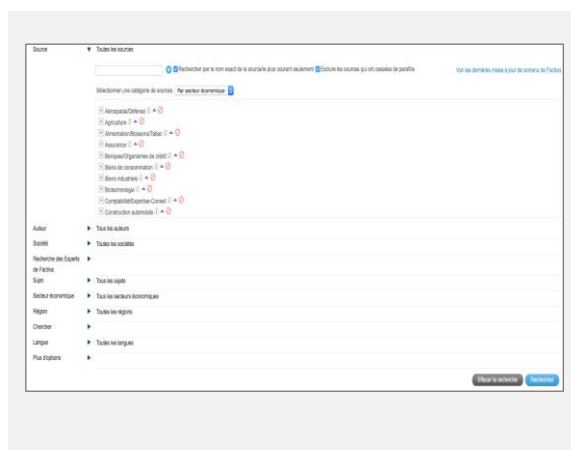 Source Toutes les sources
Rechercher par le nom exact de la source/le plus courant seulement Exclure les sources qui ont cessées de paraître Voir les dernières mises à jour de contenu de Factiva
Sélectionner une catégorie de sources Par secteur économique
Aérospatial/Défense
Agriculture
Alimentation/Boissons/Tabac
Assurance
Banques/Organismes de crédit
Biens de consommation
Biens industriels
Biotechnologie
Comptabilité/Expertise-Conseil
Construction automobile
Auteur Tous les auteurs
Société Toutes les sociétés
Recherche des Experts
de Factiva
Sujet Tous les sujets
Secteur économique Tous les secteurs économiques
Région Toutes les régions
Chercher
Langue Toutes les langues
Plus d'options
Effacer la recherche Rechercher